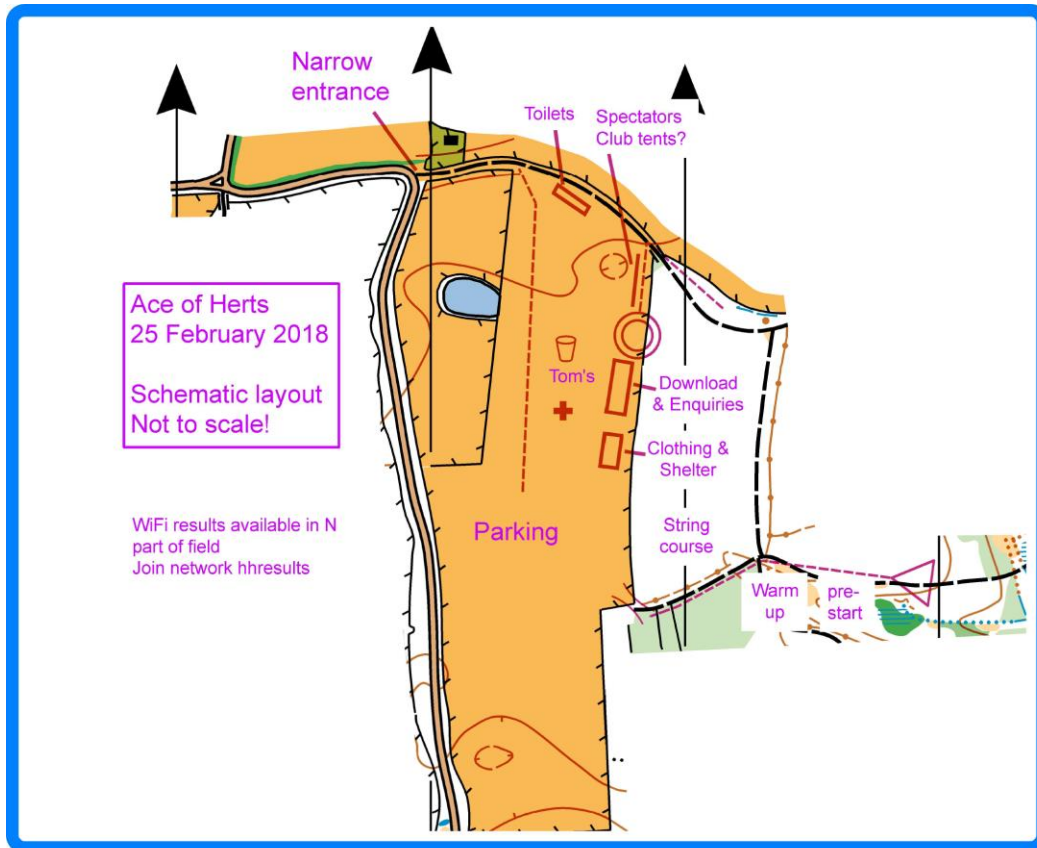 Narrow
entrance
Toilets
Spectators
Club tents?
Ace of Herts
25 February 2018
Schematic layout
Not to scale!
Tom's
Download
& Enquiries
Clothing &
Shelter
WiFi results available in N
part of field
Join network hhresults
Parking
String
course
Warm
up
pre-
start